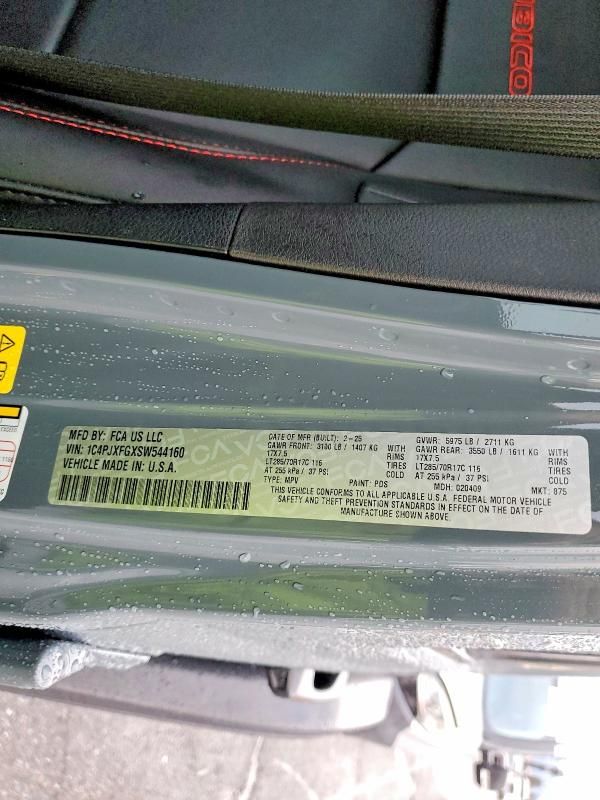 BICO
MFD BY: FCA US LLC
VIN: 1C4PJXFGXSW544160
VEHICLE MADE IN U.S.A.
DATE OF MFR (BUILT): 2-25
GAWR FRONT: 3100 LB / 1407 KG WITH
17X7.5 RIMS
LT285/70R17C 116 TIRES
AT 255 kPa / 37 PSI COLD
TYPE: MPV PAINT: PDS
GVWR: 5975 LB / 2711 KG
GAWR REAR: 3550 LB / 1611 KG WITH
17X7.5 RIMS
LT285/70R17C 116 TIRES
AT 255 kPa / 37 PSI COLD
MDH: 020409 MKT: 875
THIS VEHICLE CONFORMS TO ALL APPLICABLE U.S.A. FEDERAL MOTOR VEHICLE
SAFETY AND THEFT PREVENTION STANDARDS IN EFFECT ON THE DATE OF
MANUFACTURE SHOWN ABOVE.